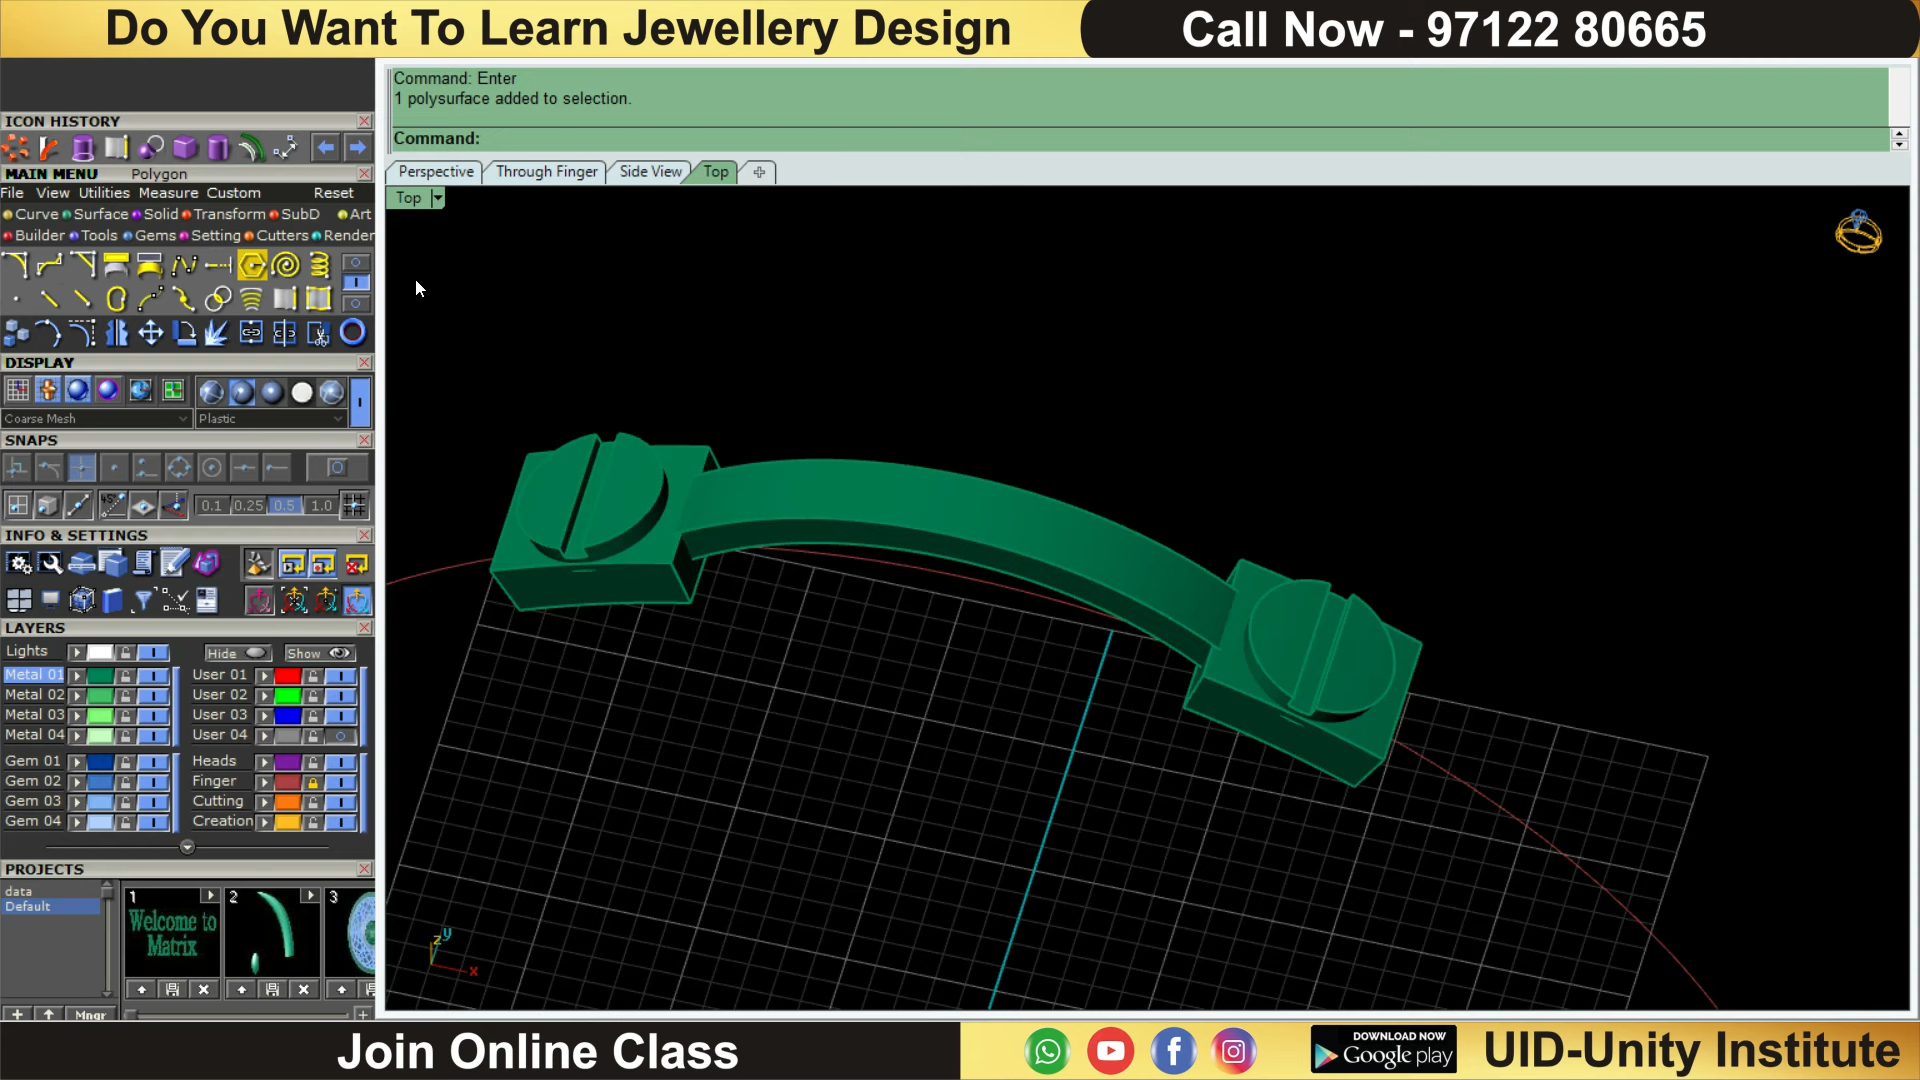 Do You Want To Learn Jewellery Design
Call Now - 97122 80665
Command: Enter
1 polysurface added to selection.
Command:
ICON HISTORY
MAIN MENU Polygon
File View Utilities Measure Custom Reset
Curve Surface Solid Transform SubD Art
Builder Tools Gems Setting Cutters Render
DISPLAY
Coarse Mesh Plastic
SNAPS
0.1 0.25 0.5 1.0
INFO & SETTINGS
LAYERS
Lights Hide Show
Metal 01 User 01
Metal 02 User 02
Metal 03 User 03
Metal 04 User 04
Gem 01 Heads
Gem 02 Finger
Gem 03 Cutting
Gem 04 Creation
PROJECTS
data
Default
1 2 3
Welcome to
Matrix
Mngr
Perspective Through Finger Side View Top
Top
z y
x
Join Online Class
DOWNLOAD NOW
Google play
UID-Unity Institute